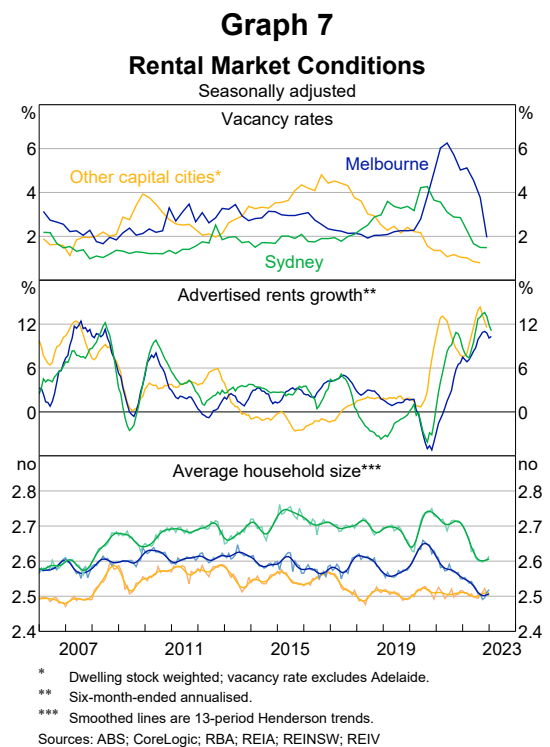 Graph 7
Rental Market Conditions
Seasonally adjusted
% Vacancy rates %
6 6
Melbourne
Other capital cities*
4 4
2 2
Sydney
% Advertised rents growth** %
12 12
6 6
0 0
no Average household size*** no
2.8 2.8
2.7 2.7
2.6 2.6
2.5 2.5
2.4 2.4
2007 2011 2015 2019 2023
* Dwelling stock weighted; vacancy rate excludes Adelaide.
** Six-month-ended annualised.
*** Smoothed lines are 13-period Henderson trends.
Sources: ABS; CoreLogic; RBA; REIA; REINSW; REIV